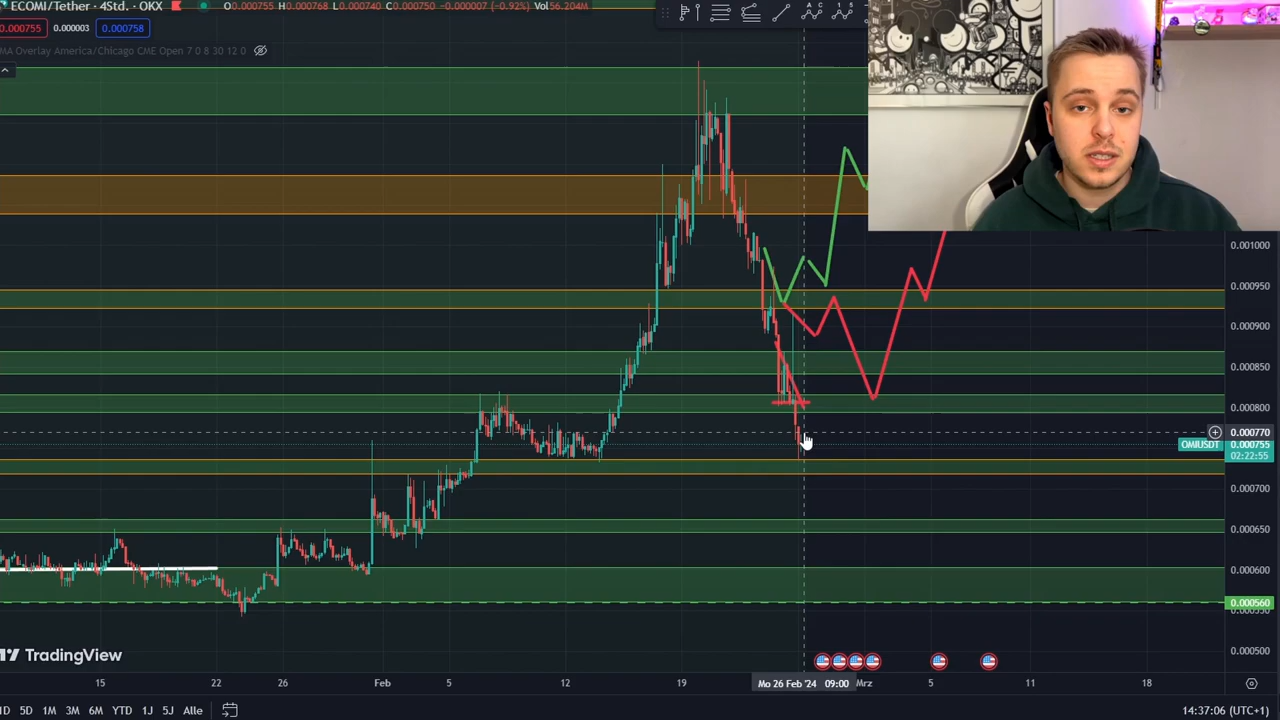 ECOMI/Tether · 4Std. · OKX O0.000755 H0.000768 L0.000740 C0.000750 −0.000007 (−0.92%) Vol56.204M
0.000755 0.000003 0.000758
MA Overlay America/Chicago CME Open 7 0 8 30 12 0
0.001000
0.000950
0.000900
0.000850
0.000800
0.000770
OMIUSDT 0.000755
02:22:55
0.000700
0.000650
0.000600
0.000560
0.000500
TradingView
15 22 26 Feb 5 12 19 Mo 26 Feb '24 09:00 Mrz 5 11 18
1D 5D 1M 3M 6M YTD 1J 5J Alle 14:37:06 (UTC+1)